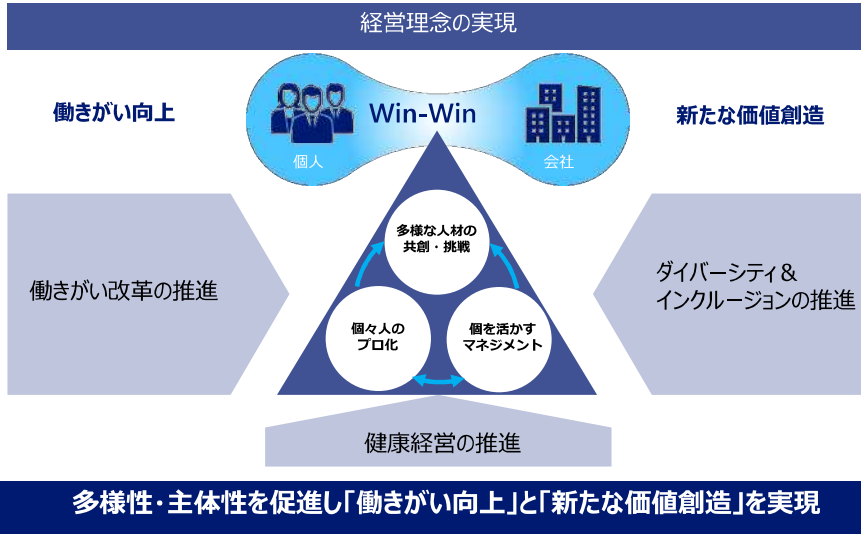 経営理念の実現
働きがい向上
Win-Win
新たな価値創造
個人
会社
多様な人材の
共創・挑戦
働きがい改革の推進
ダイバーシティ＆
インクルージョンの推進
個々人の
プロ化
個を活かす
マネジメント
健康経営の推進
多様性・主体性を促進し「働きがい向上」と「新たな価値創造」を実現